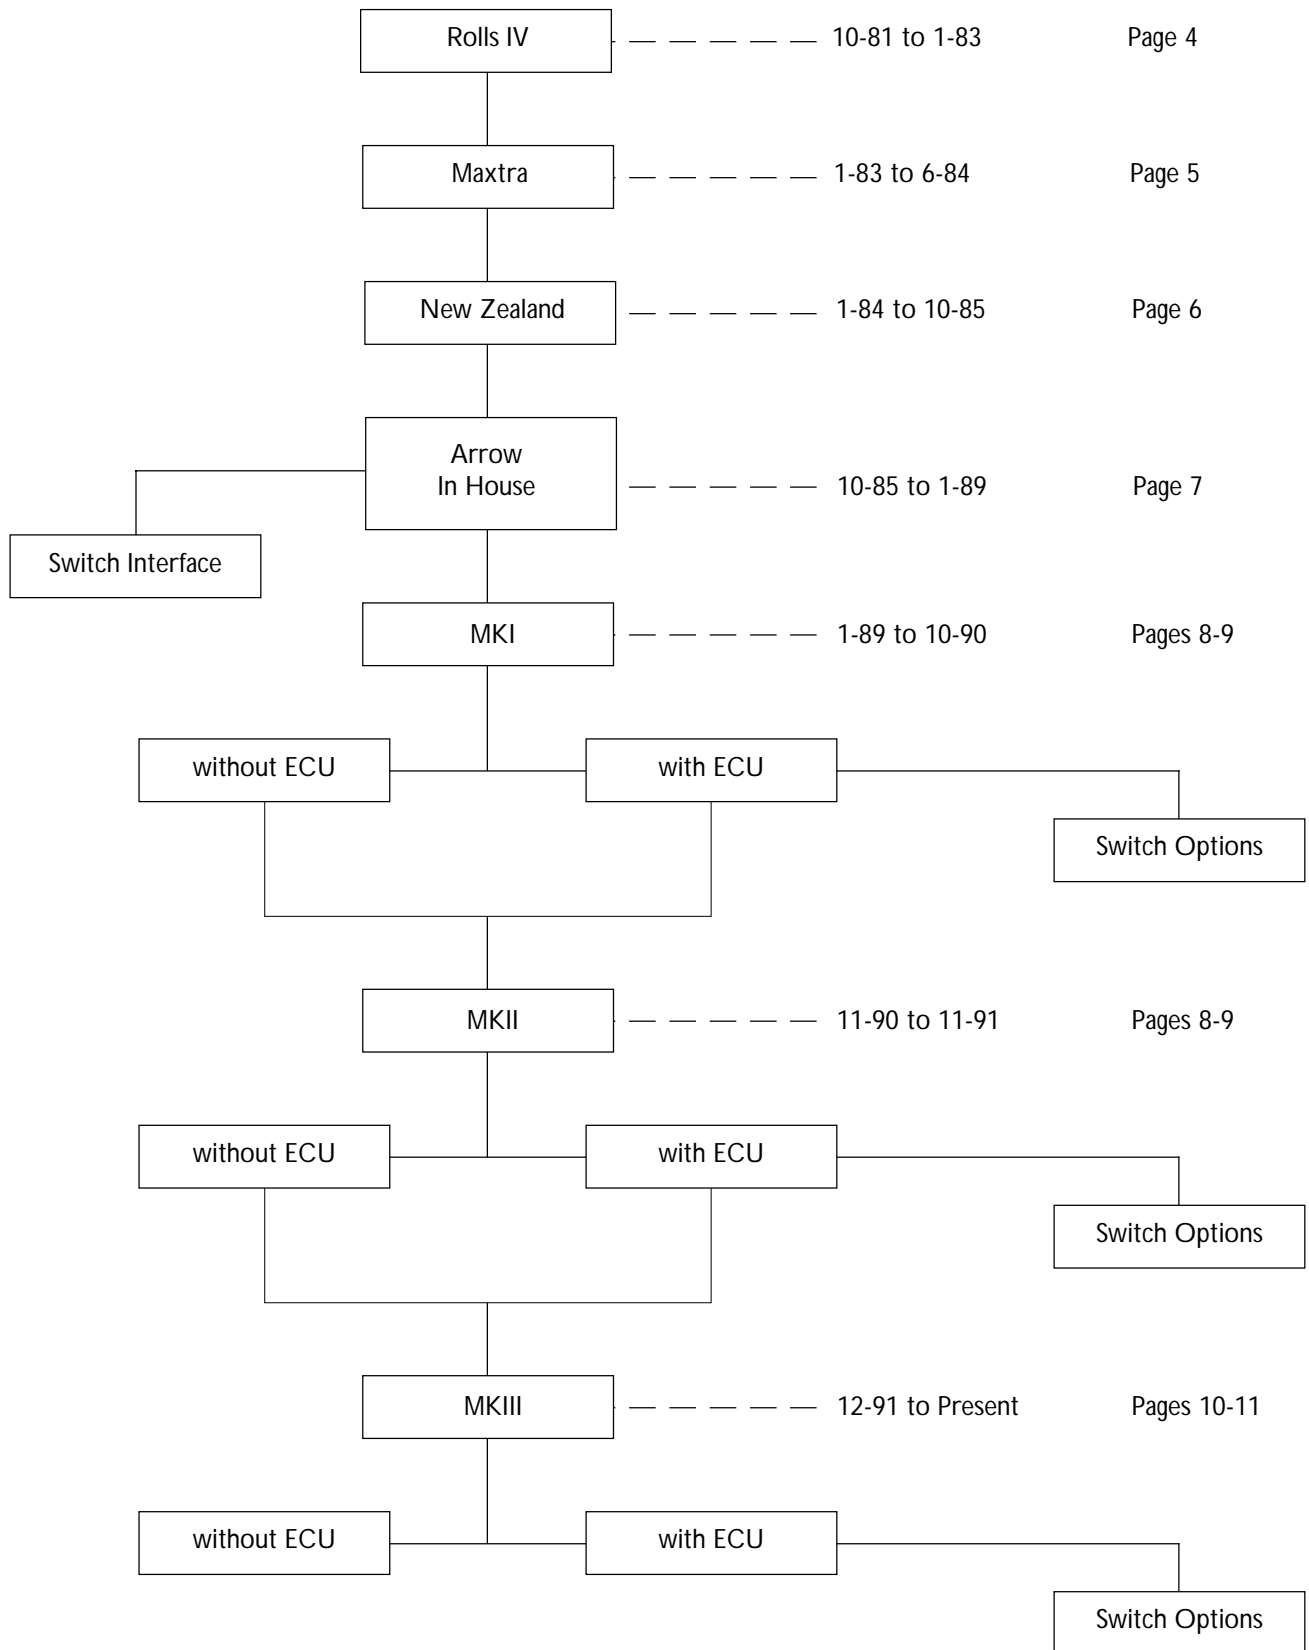 Rolls IV 10-81 to 1-83 Page 4
Maxtra 1-83 to 6-84 Page 5
New Zealand 1-84 to 10-85 Page 6
Arrow
In House 10-85 to 1-89 Page 7
Switch Interface
MKI 1-89 to 10-90 Pages 8-9
without ECU with ECU
Switch Options
MKII 11-90 to 11-91 Pages 8-9
without ECU with ECU
Switch Options
MKIII 12-91 to Present Pages 10-11
without ECU with ECU
Switch Options